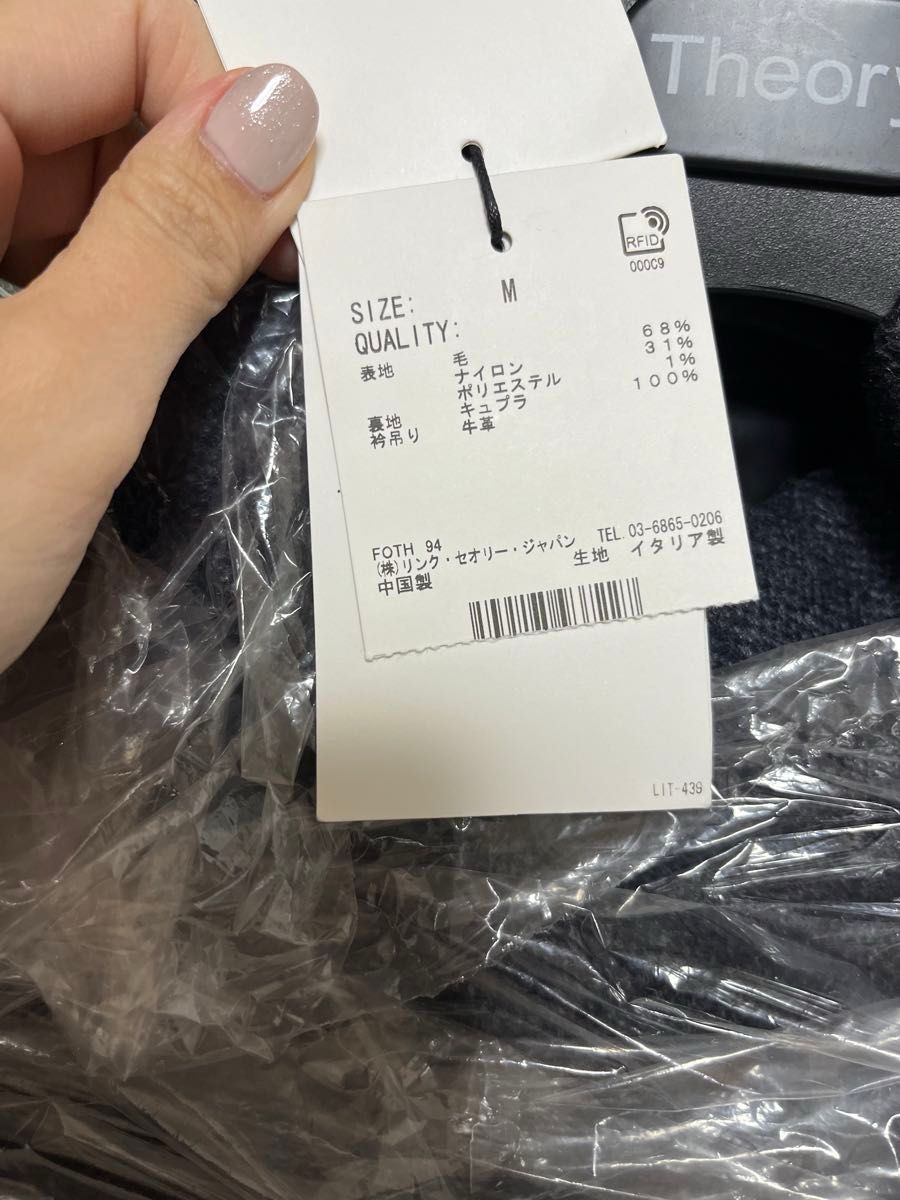 Theory
RFID
000C9
SIZE: M
QUALITY:
表地 毛 68%
ナイロン 31%
ポリエステル 1%
裏地 キュプラ 100%
衿吊り 牛革
FOTH 94 TEL.03-6865-0206
(株)リンク・セオリー・ジャパン
中国製 生地 イタリア製
LIT-439